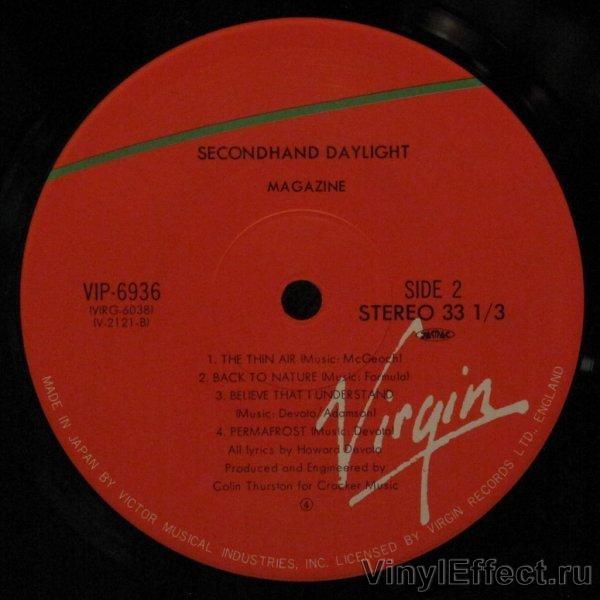 SECONDHAND DAYLIGHT
MAGAZINE
VIP-6936
(VIRG-6038)
(V-2121-B)
SIDE 2
STEREO 33 1/3
JASRAC
1. THE THIN AIR (Music: McGeoch)
2. BACK TO NATURE (Music: Formula)
3. BELIEVE THAT I UNDERSTAND
(Music: Devoto/Adamson)
4. PERMAFROST (Music: Devoto)
All lyrics by Howard Devoto
Produced and Engineered by
Colin Thurston for Cracker Music
④
Virgin
MADE IN JAPAN BY VICTOR MUSICAL INDUSTRIES, INC. LICENSED BY VIRGIN RECORDS LTD. ENGLAND
VinylEffect.ru